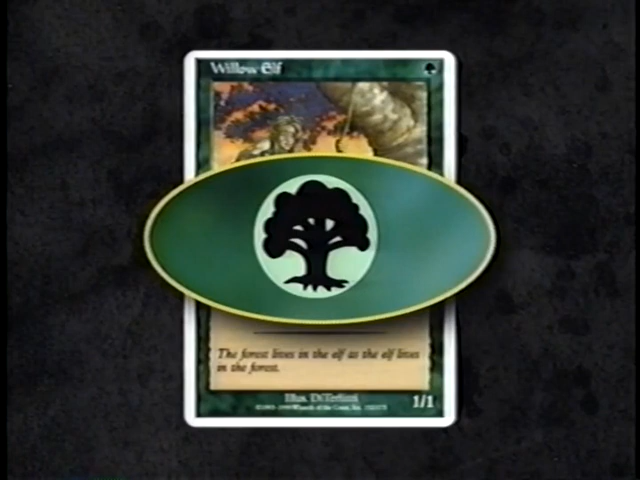 Willow Elf
The forest lives in the elf as the elf lives
in the forest.
Illus. DiTerlizzi
1/1